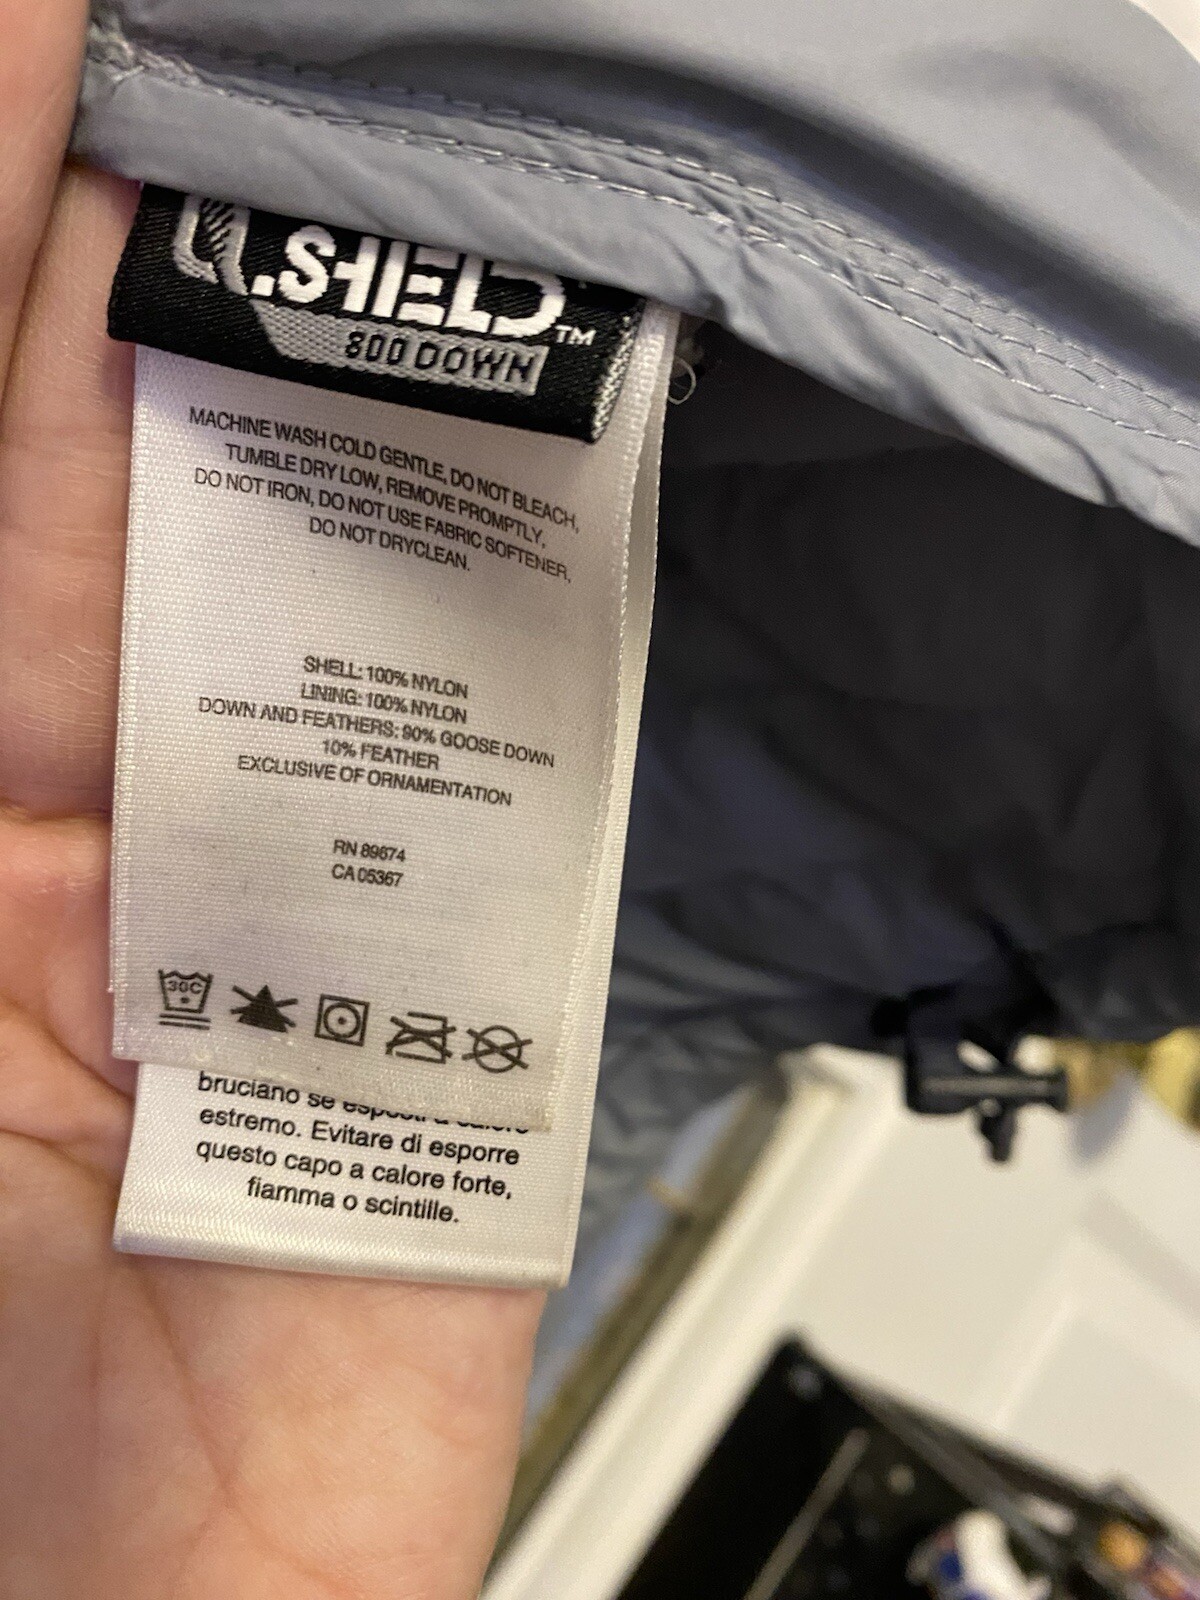 Q.SHIELD™
800 DOWN
MACHINE WASH COLD GENTLE, DO NOT BLEACH,
TUMBLE DRY LOW, REMOVE PROMPTLY,
DO NOT IRON, DO NOT USE FABRIC SOFTENER,
DO NOT DRYCLEAN.
SHELL: 100% NYLON
LINING: 100% NYLON
DOWN AND FEATHERS: 90% GOOSE DOWN
10% FEATHER
EXCLUSIVE OF ORNAMENTATION
RN 89674
CA 05367
30C
bruciano se esposti a calore
estremo. Evitare di esporre
questo capo a calore forte,
fiamma o scintille.